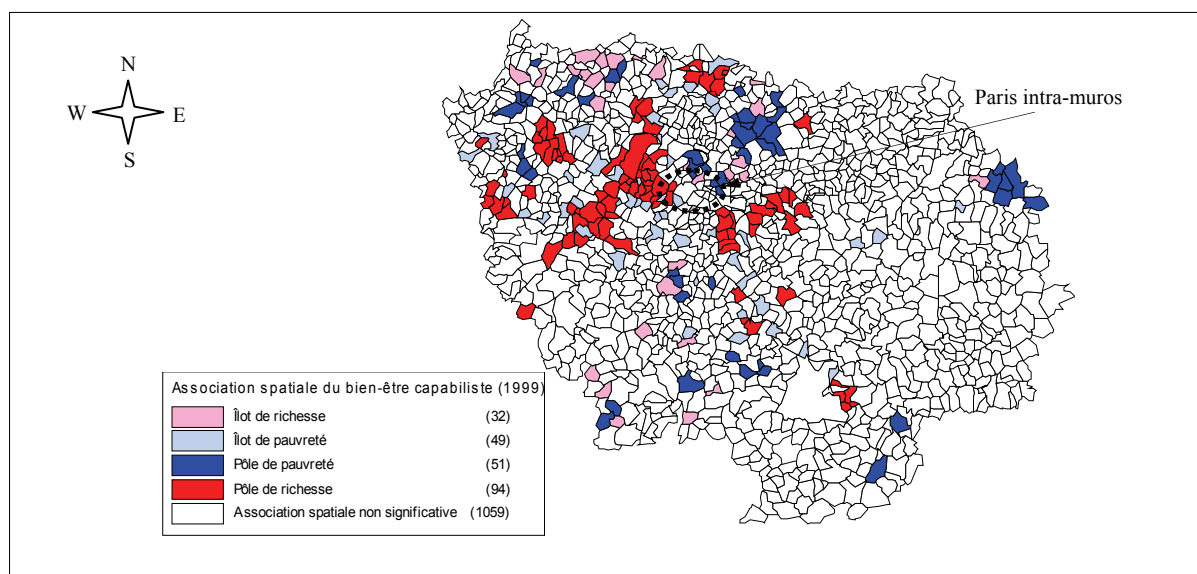 N
W E
S
Paris intra-muros
Association spatiale du bien-être capabiliste (1999)
Îlot de richesse (32)
Îlot de pauvreté (49)
Pôle de pauvreté (51)
Pôle de richesse (94)
Association spatiale non significative (1059)